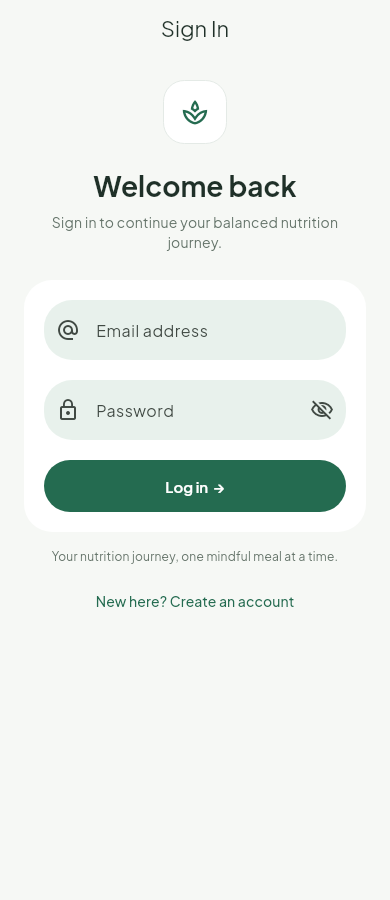 Sign In
Welcome back
Sign in to continue your balanced nutrition
journey.
Email address
Password
Log in →
Your nutrition journey, one mindful meal at a time.
New here? Create an account